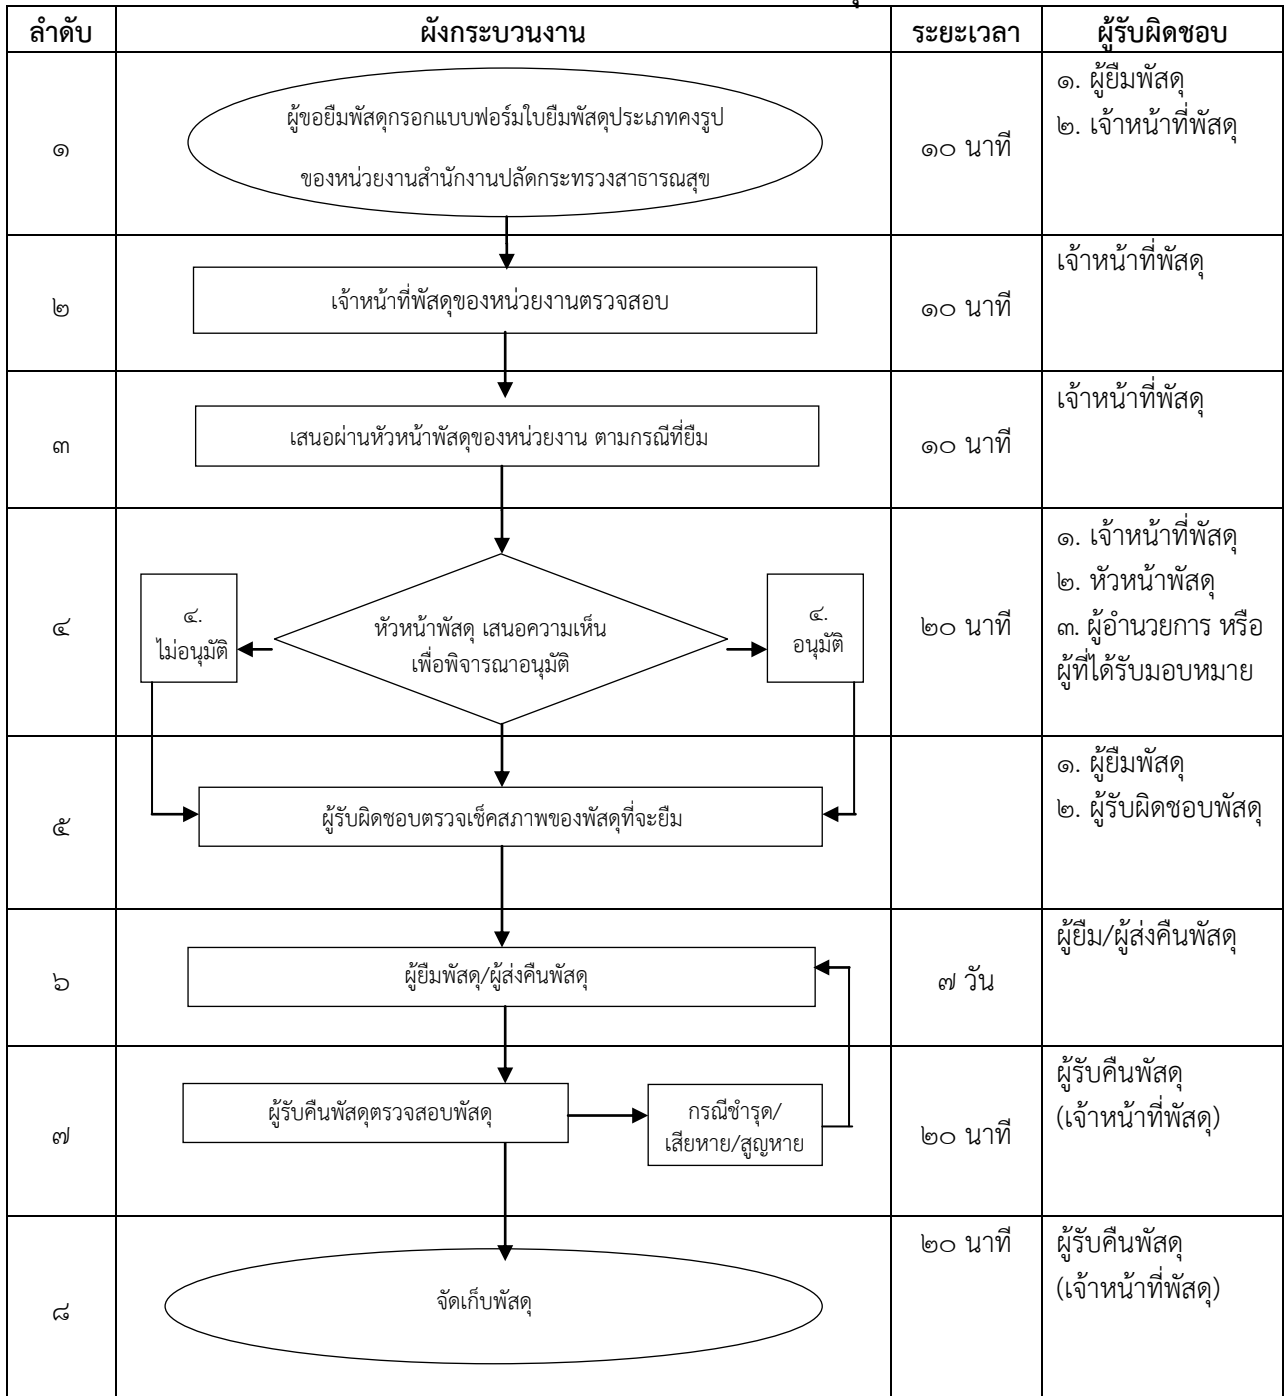 ลำดับ ผังกระบวนงาน ระยะเวลา ผู้รับผิดชอบ
๑
ผู้ขอยืมพัสดุกรอกแบบฟอร์มใบยืมพัสดุประเภทคงรูป
ของหน่วยงานสำนักงานปลัดกระทรวงสาธารณสุข
๑๐ นาที
๑. ผู้ยืมพัสดุ
๒. เจ้าหน้าที่พัสดุ
๒
เจ้าหน้าที่พัสดุของหน่วยงานตรวจสอบ
๑๐ นาที
เจ้าหน้าที่พัสดุ
๓
เสนอผ่านหัวหน้าพัสดุของหน่วยงาน ตามกรณีที่ยืม
๑๐ นาที
เจ้าหน้าที่พัสดุ
๔
๔.
ไม่อนุมัติ
หัวหน้าพัสดุ เสนอความเห็น
เพื่อพิจารณาอนุมัติ
๔.
อนุมัติ
๒๐ นาที
๑. เจ้าหน้าที่พัสดุ
๒. หัวหน้าพัสดุ
๓. ผู้อำนวยการ หรือ
ผู้ที่ได้รับมอบหมาย
๕
ผู้รับผิดชอบตรวจเช็คสภาพของพัสดุที่จะยืม
๑. ผู้ยืมพัสดุ
๒. ผู้รับผิดชอบพัสดุ
๖
ผู้ยืมพัสดุ/ผู้ส่งคืนพัสดุ
๗ วัน
ผู้ยืม/ผู้ส่งคืนพัสดุ
๗
ผู้รับคืนพัสดุตรวจสอบพัสดุ
กรณีชำรุด/
เสียหาย/สูญหาย
๒๐ นาที
ผู้รับคืนพัสดุ
(เจ้าหน้าที่พัสดุ)
๘
จัดเก็บพัสดุ
๒๐ นาที
ผู้รับคืนพัสดุ
(เจ้าหน้าที่พัสดุ)